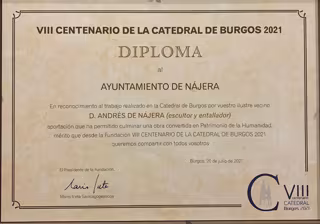 VIII CENTENARIO DE LA CATEDRAL DE BURGOS 2021
DIPLOMA
al
AYUNTAMIENTO DE NÁJERA
En reconocimiento al trabajo realizado en la Catedral de Burgos por vuestro ilustre vecino
D. ANDRÉS DE NÁJERA (escultor y entallador)
aportación que ha permitido culminar una obra convertida en Patrimonio de la Humanidad,
mérito que desde la Fundación VIII CENTENARIO DE LA CATEDRAL DE BURGOS 2021
queremos compartir con todos vosotros
Burgos, 20 de julio de 2021
El Presidente de la Fundación,
VIII
CENTENARIO
CATEDRAL
Burgos 2021